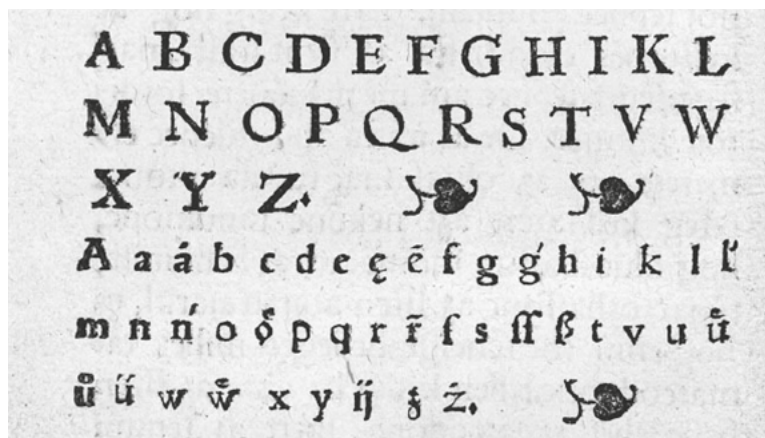 A B C D E F G H I K L
M N O P Q R S T V W
X Y Z.
A a á b c d e ę ē f g g̋ h i k l l̋
m n n̋ o ő p q r r̃ ſ s ſſ ß t v u ů̋
ů ű w ẘ x y ij ż.